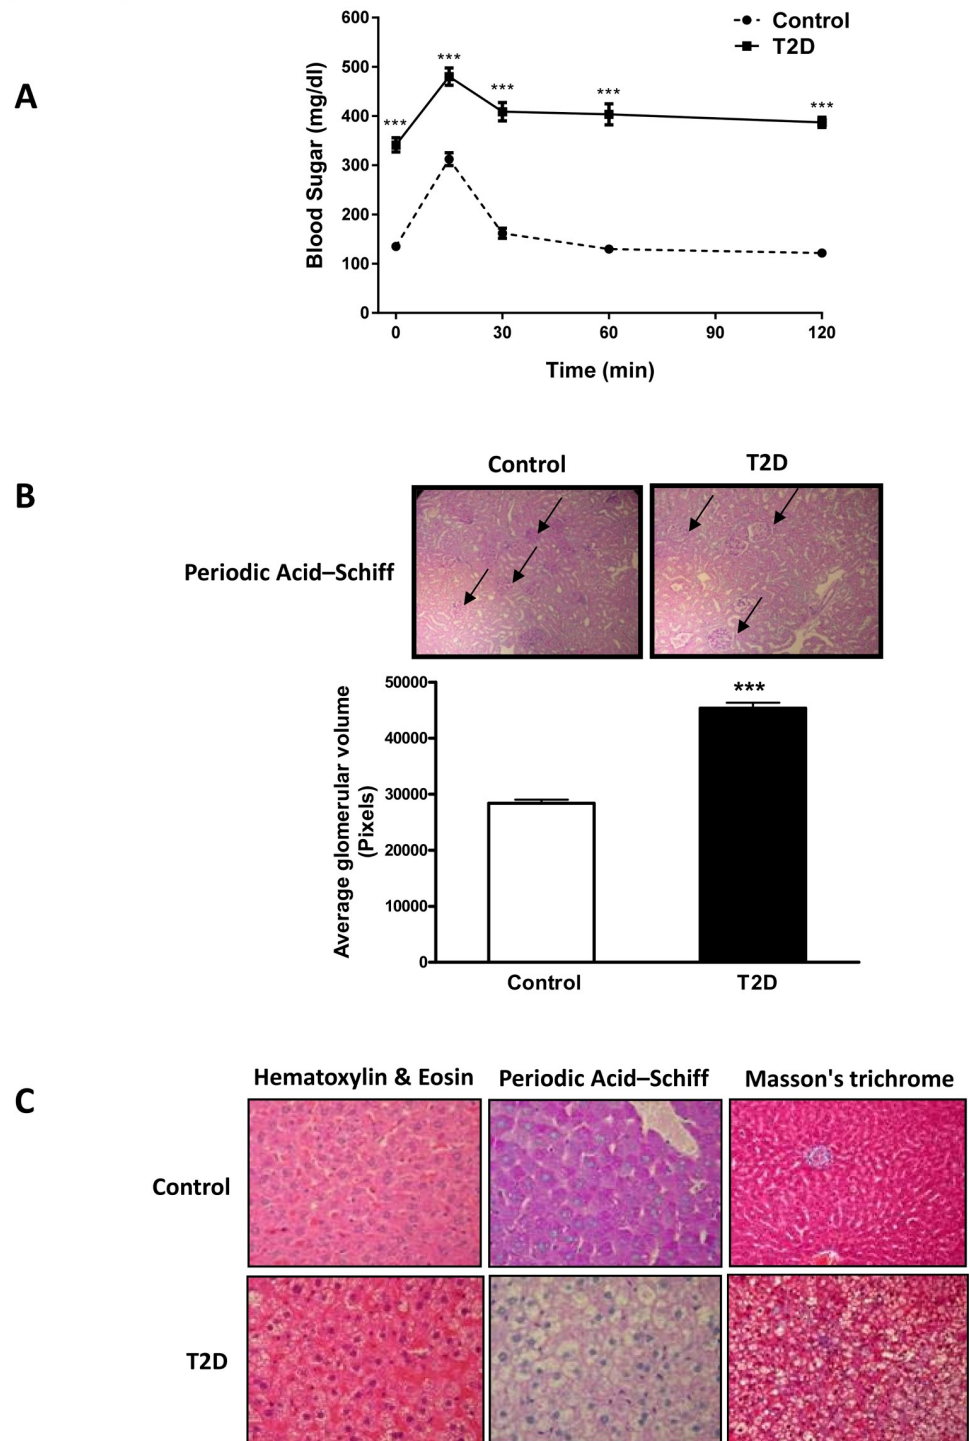 A
Blood Sugar (mg/dl)
600
500
400
300
200
100
0
***
***
***
***
***
Control
T2D
0
30
60
90
120
Time (min)
B
Control
T2D
Periodic Acid–Schiff
Average glomerular volume
(Pixels)
50000
40000
30000
20000
10000
0
***
Control
T2D
C
Hematoxylin & Eosin
Periodic Acid–Schiff
Masson's trichrome
Control
T2D